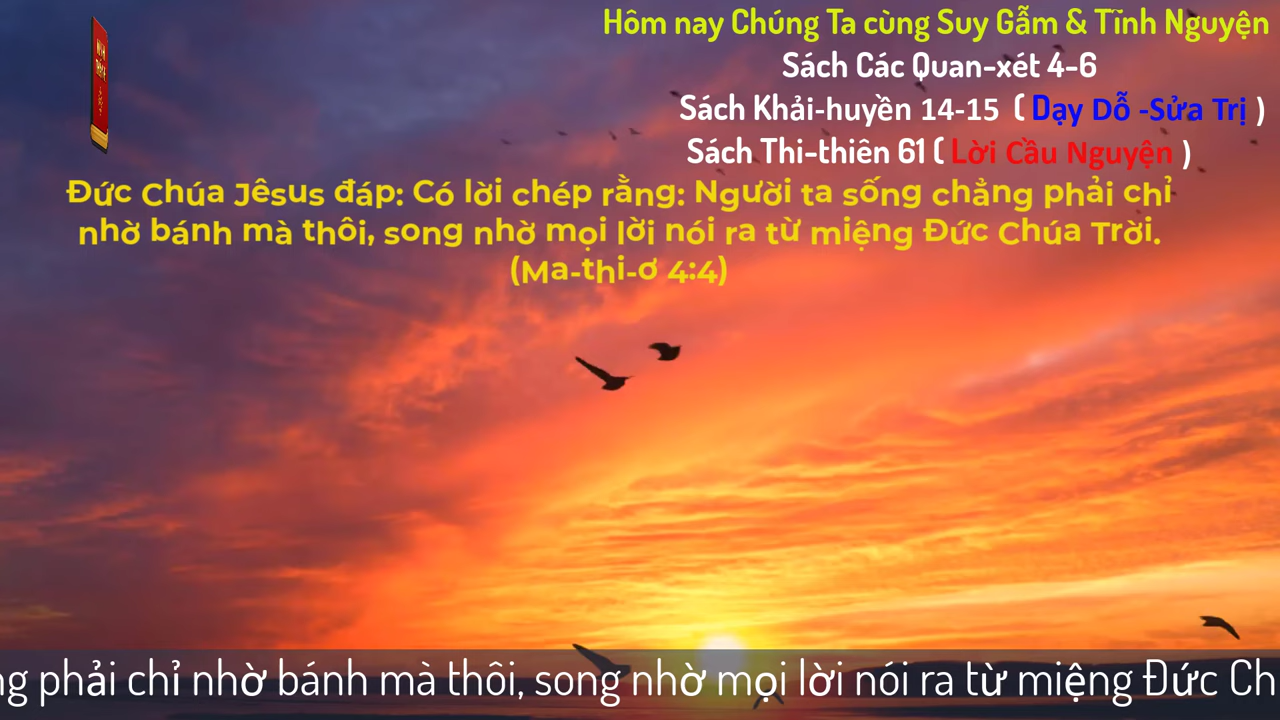 Hôm nay Chúng Ta cùng Suy Gẫm & Tĩnh Nguyện
Sách Các Quan-xét 4-6
Sách Khải-huyền 14-15 ( Dạy Dỗ -Sửa Trị )
Sách Thi-thiên 61 ( Lời Cầu Nguyện )
Đức Chúa Jêsus đáp: Có lời chép rằng: Người ta sống chẳng phải chỉ
nhờ bánh mà thôi, song nhờ mọi lời nói ra từ miệng Đức Chúa Trời.
(Ma-thi-ơ 4:4)
ng phải chỉ nhờ bánh mà thôi, song nhờ mọi lời nói ra từ miệng Đức Ch